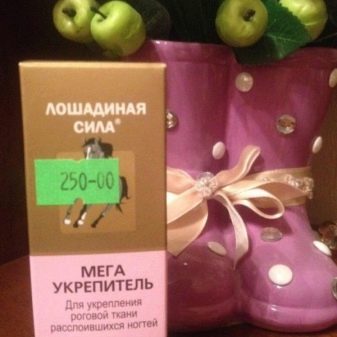 ЛОШАДИНАЯ
СИЛА®
250-00
МЕГА
УКРЕПИТЕЛЬ
Для укрепления
роговой ткани
расслоившихся ногтей